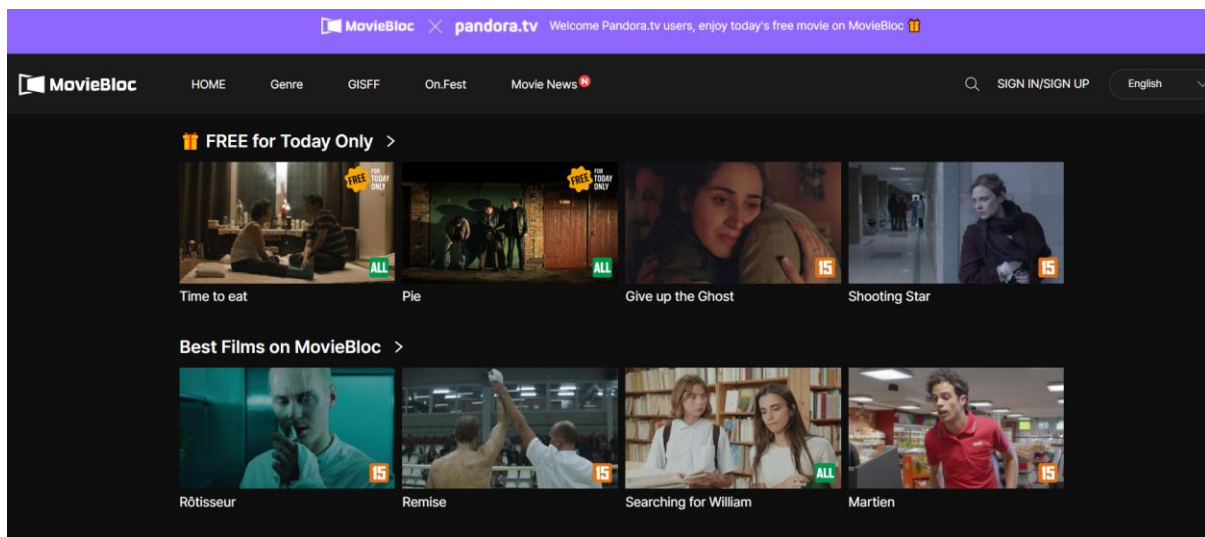 MovieBloc × pandora.tv Welcome Pandora.tv users, enjoy today's free movie on MovieBloc
MovieBloc HOME Genre GISFF On.Fest Movie News N SIGN IN/SIGN UP English
FREE for Today Only >
FREE FOR TODAY ONLY
FREE FOR TODAY ONLY
ALL
ALL
15
15
Time to eat
Pie
Give up the Ghost
Shooting Star
Best Films on MovieBloc >
15
15
ALL
15
Rôtisseur
Remise
Searching for William
Martien